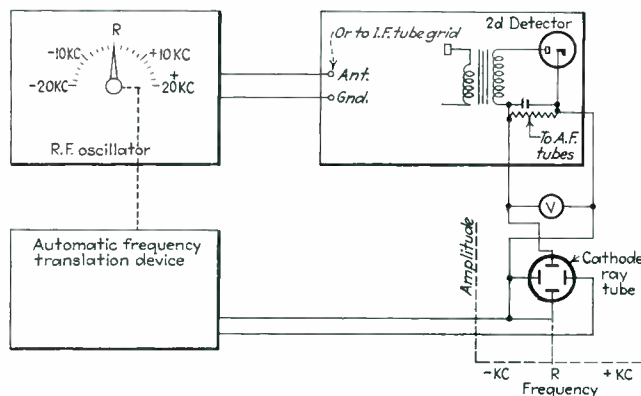 R
-10KC +10KC
-20KC +20KC
R.F. oscillator
Or to I.F. tube grid
Ant.
Gnd.
2d Detector
To A.F.
tubes
V
Automatic frequency
translation device
Amplitude
Cathode
ray
tube
-KC R +KC
Frequency